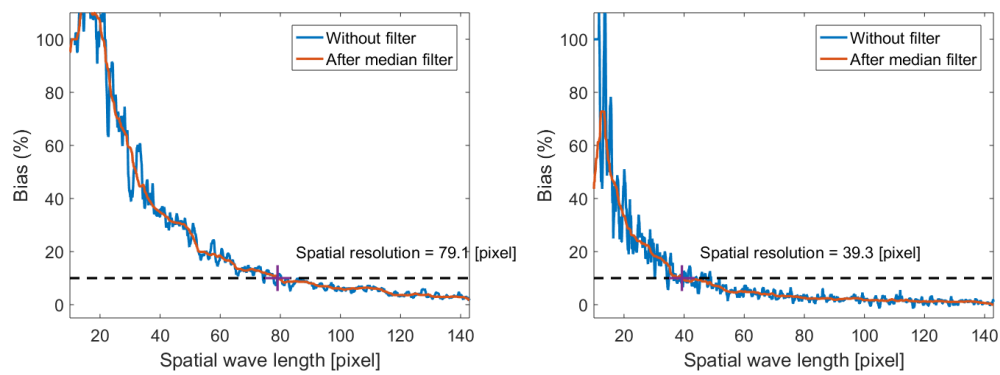 100
80
60
40
20
0
Bias (%)
Without filter
After median filter
Spatial resolution = 79.1 [pixel]
20
40
60
80
100
120
140
Spatial wave length [pixel]
100
80
60
40
20
0
Bias (%)
Without filter
After median filter
Spatial resolution = 39.3 [pixel]
20
40
60
80
100
120
140
Spatial wave length [pixel]